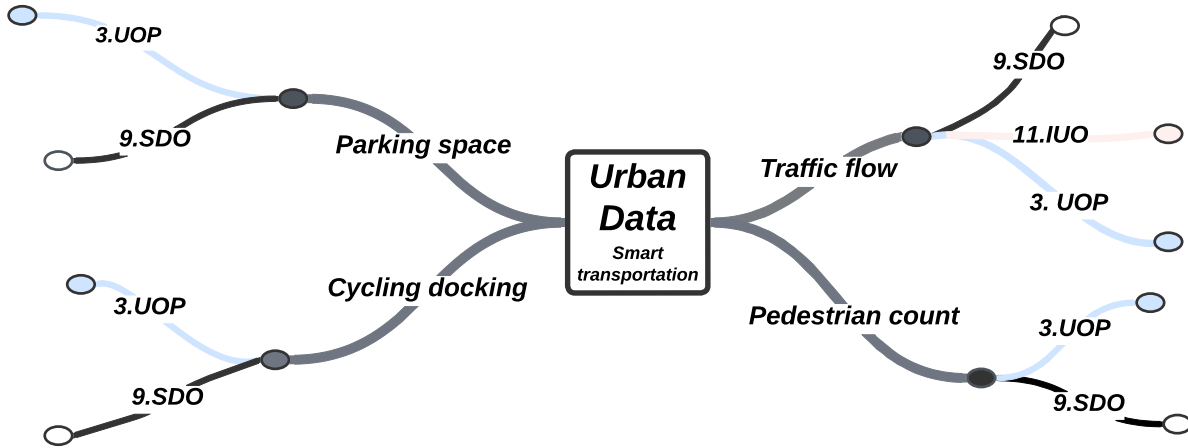 3.UOP
9.SDO
Parking space
3.UOP
Cycling docking
9.SDO
Urban
Data
Smart
transportation
9.SDO
11.IUO
Traffic flow
3. UOP
Pedestrian count
3.UOP
9.SDO